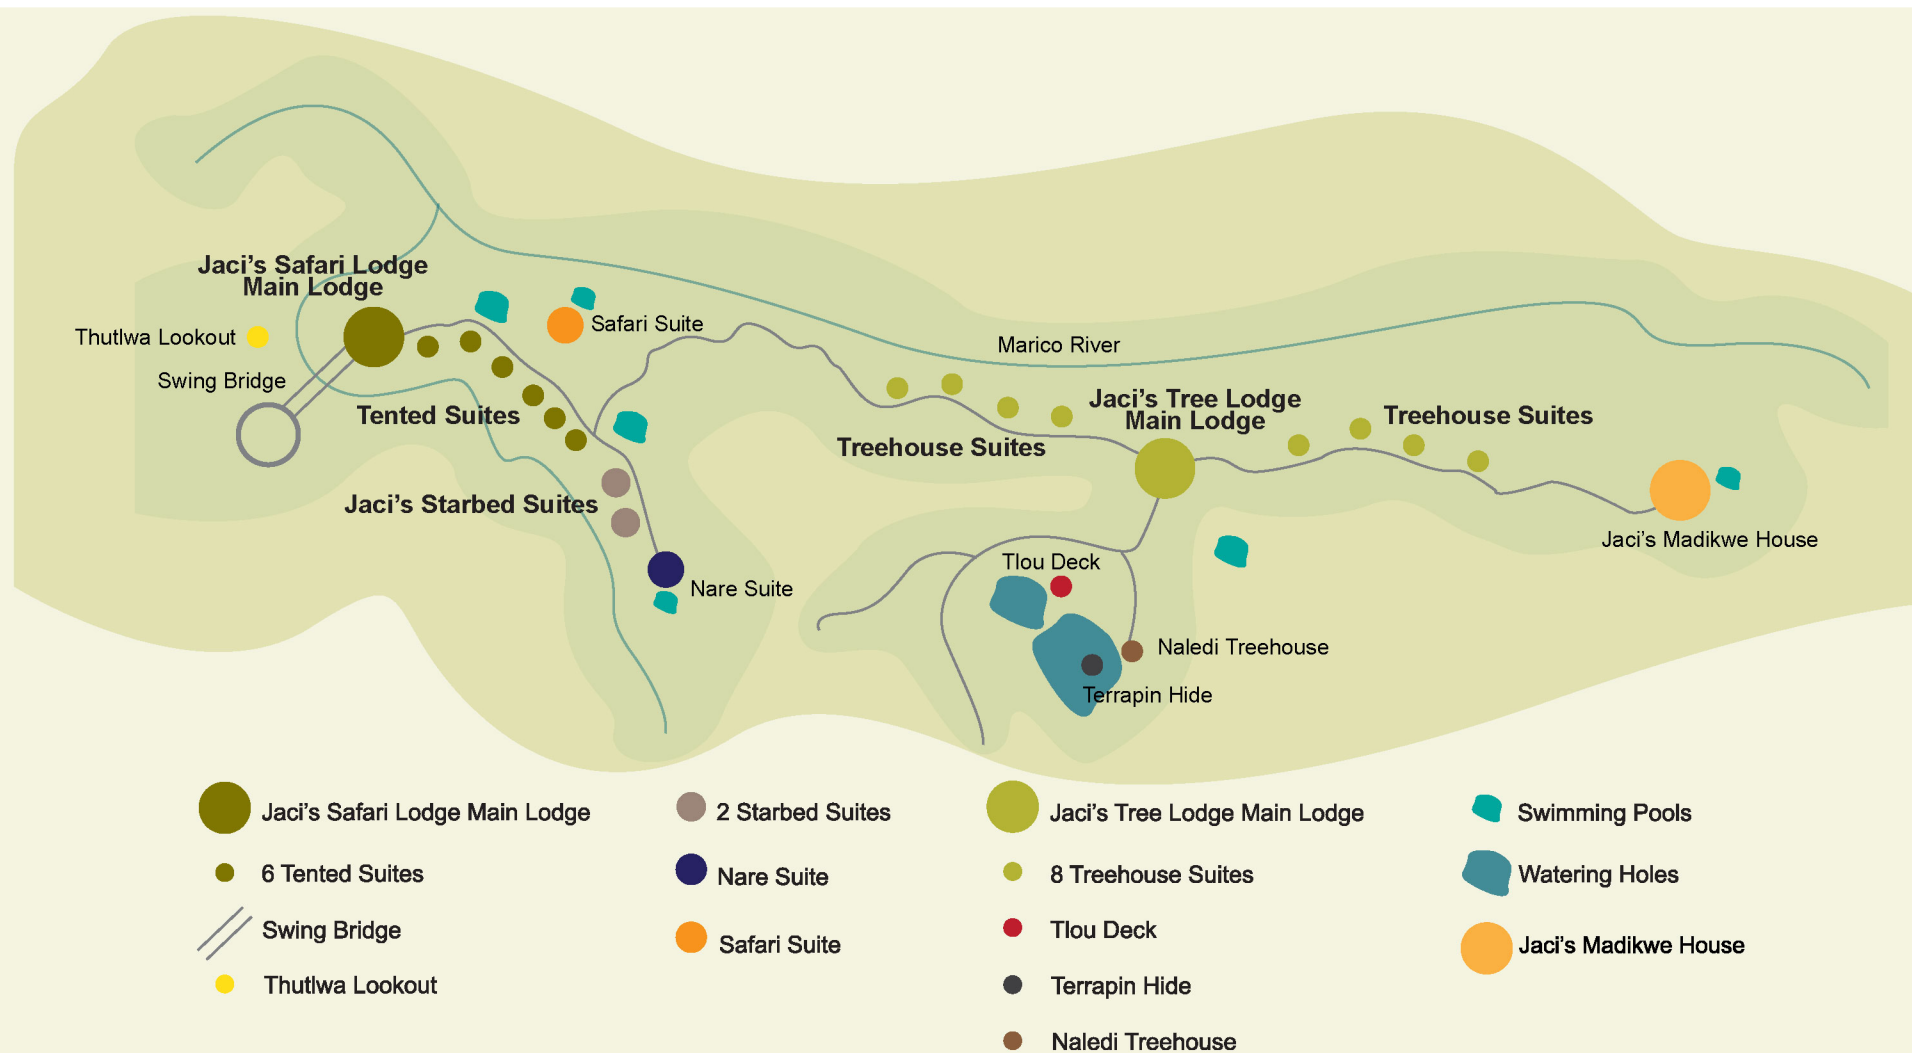 Jaci's Safari Lodge
Main Lodge
Thutlwa Lookout
Safari Suite
Swing Bridge
Marico River
Tented Suites
Jaci's Tree Lodge
Main Lodge
Treehouse Suites
Treehouse Suites
Jaci's Starbed Suites
Jaci's Madikwe House
Tlou Deck
Nare Suite
Naledi Treehouse
Terrapin Hide
Jaci's Safari Lodge Main Lodge
6 Tented Suites
Swing Bridge
Thutlwa Lookout
2 Starbed Suites
Nare Suite
Safari Suite
Jaci's Tree Lodge Main Lodge
8 Treehouse Suites
Tlou Deck
Terrapin Hide
Naledi Treehouse
Swimming Pools
Watering Holes
Jaci's Madikwe House